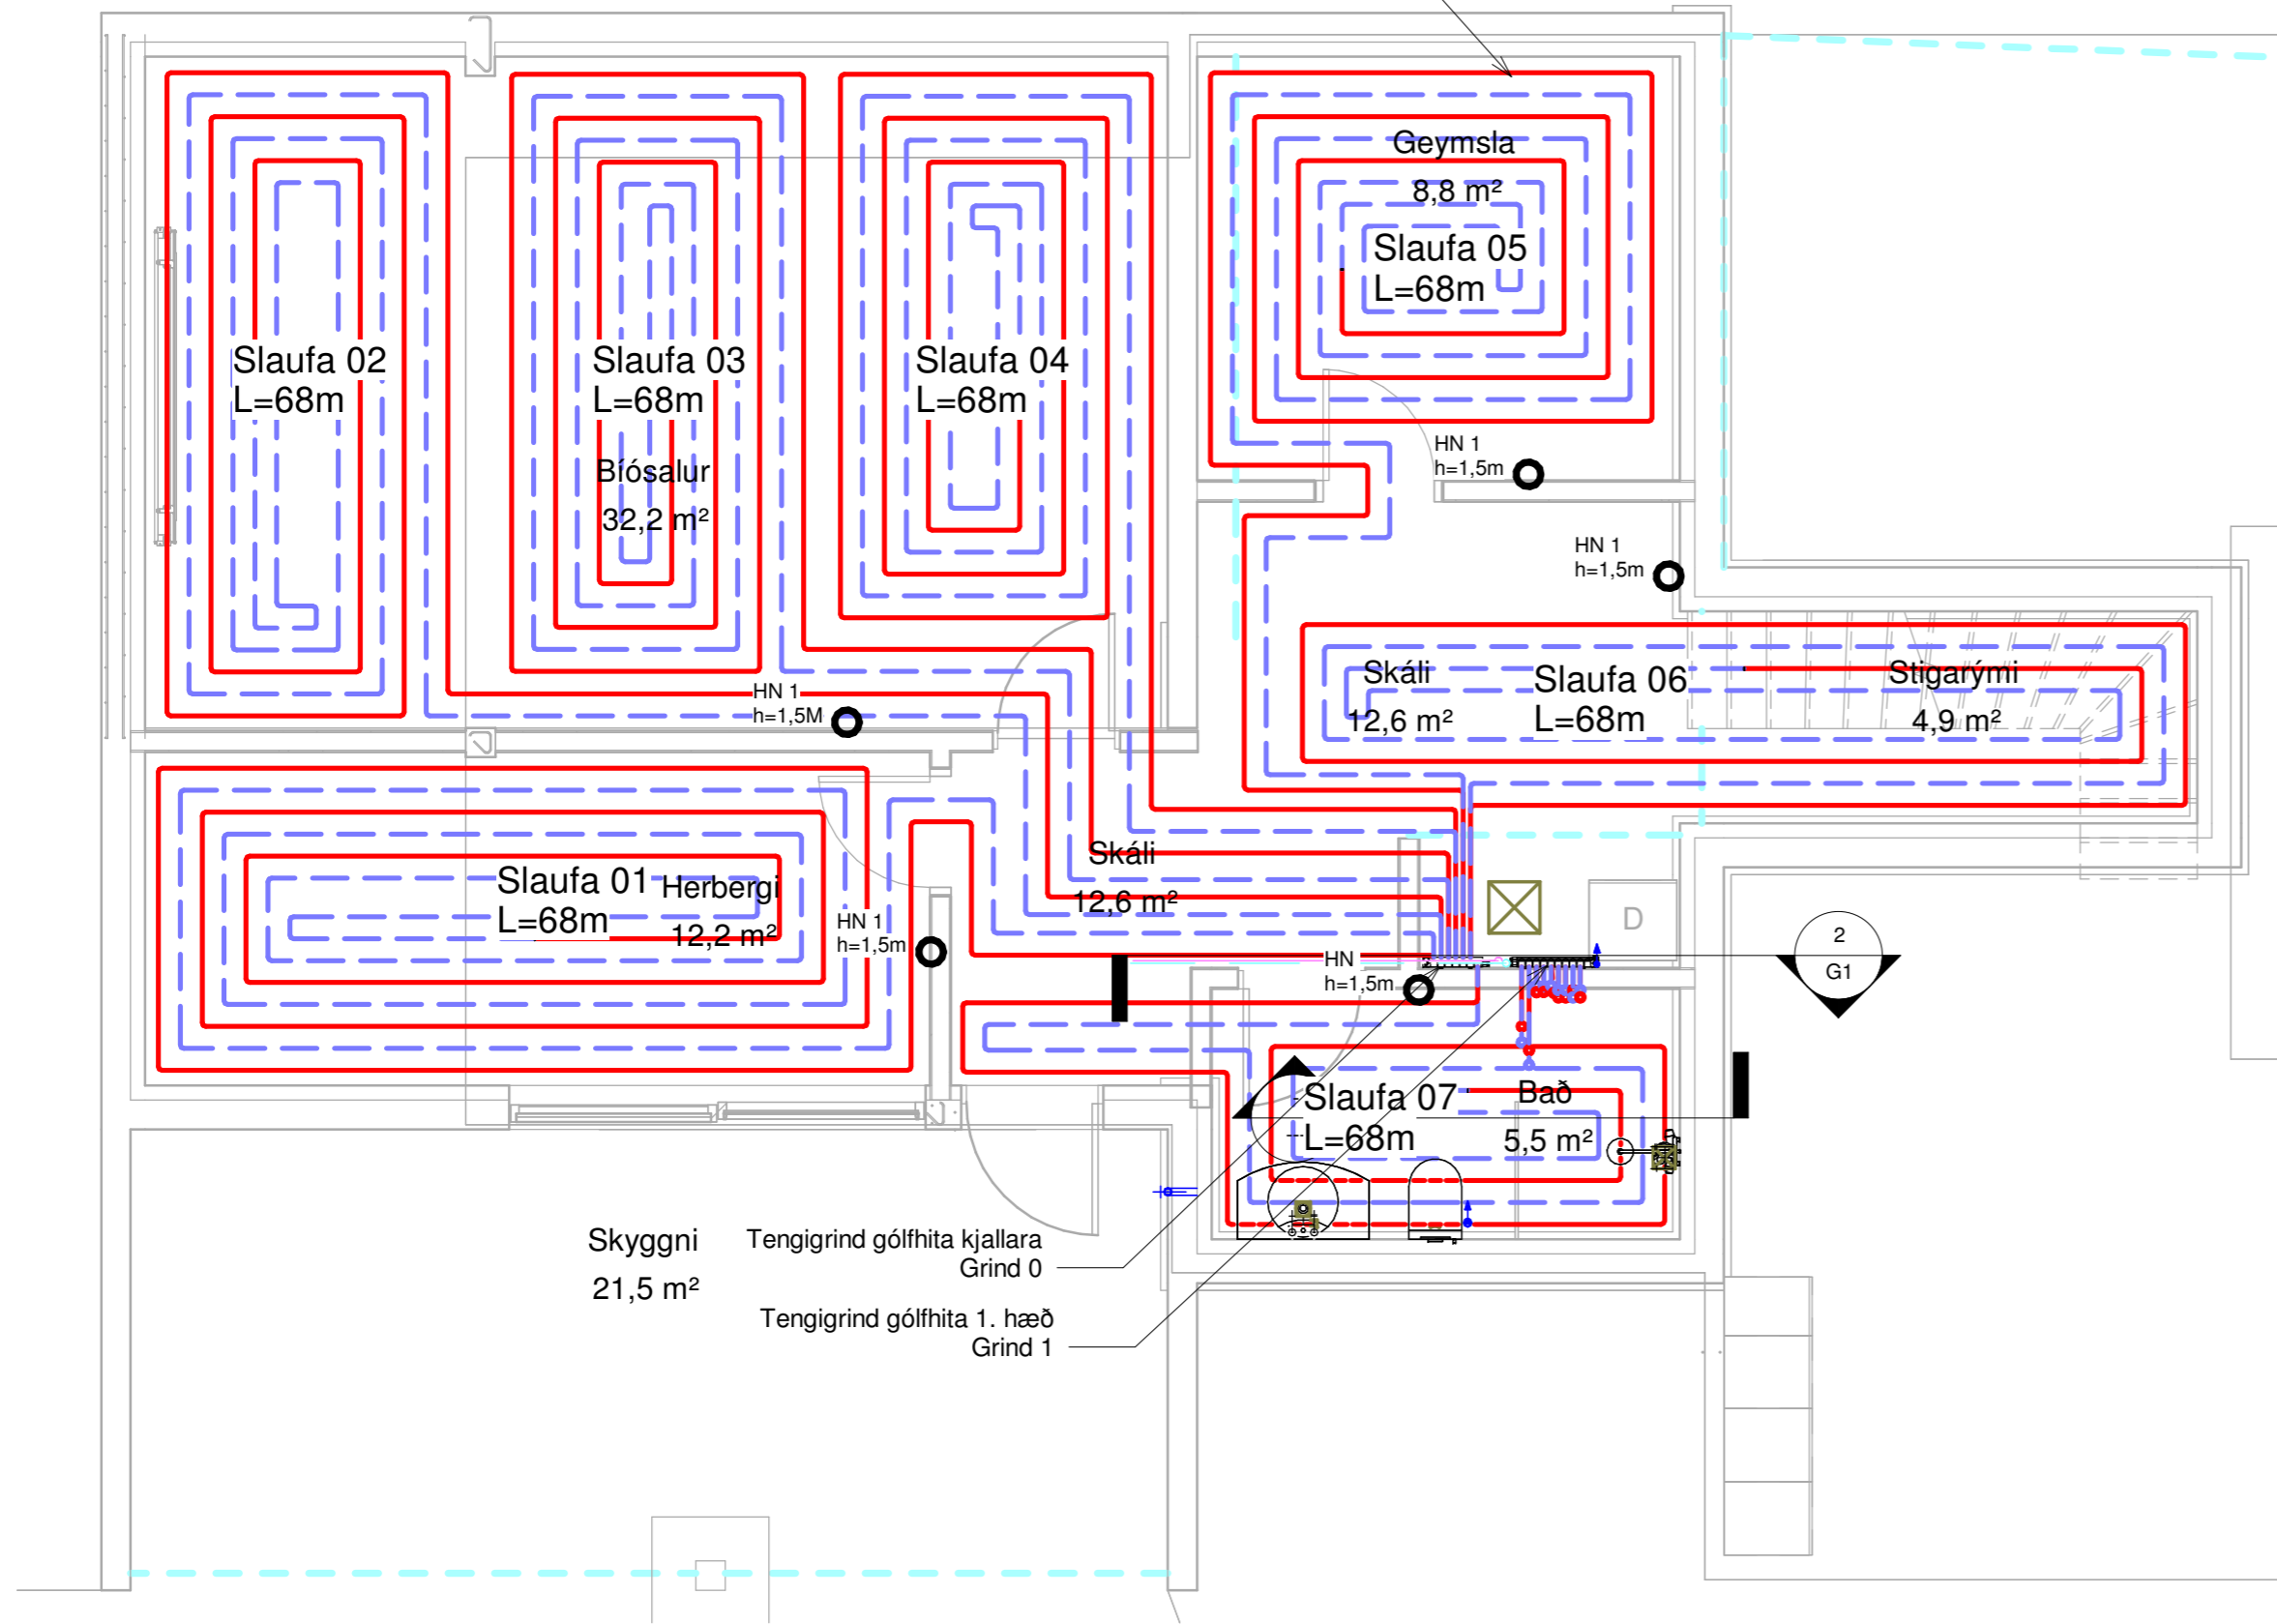 Geymsla
8,8 m²
Slaufa 05
L=68m
Slaufa 02
L=68m
Slaufa 03
L=68m
Slaufa 04
L=68m
Bíósalur
32,2 m²
HN 1
h=1,5m
HN 1
h=1,5m
Skáli
12,6 m²
Slaufa 06
L=68m
Stigarými
4,9 m²
HN 1
h=1,5M
Slaufa 01
L=68m
Herbergi
12,2 m²
HN 1
h=1,5m
Skáli
12,6 m²
D
HN
h=1,5m
2
G1
Slaufa 07
L=68m
Bað
5,5 m²
Skyggni
21,5 m²
Tengigrind gólfhita kjallara
Grind 0
Tengigrind gólfhita 1. hæð
Grind 1